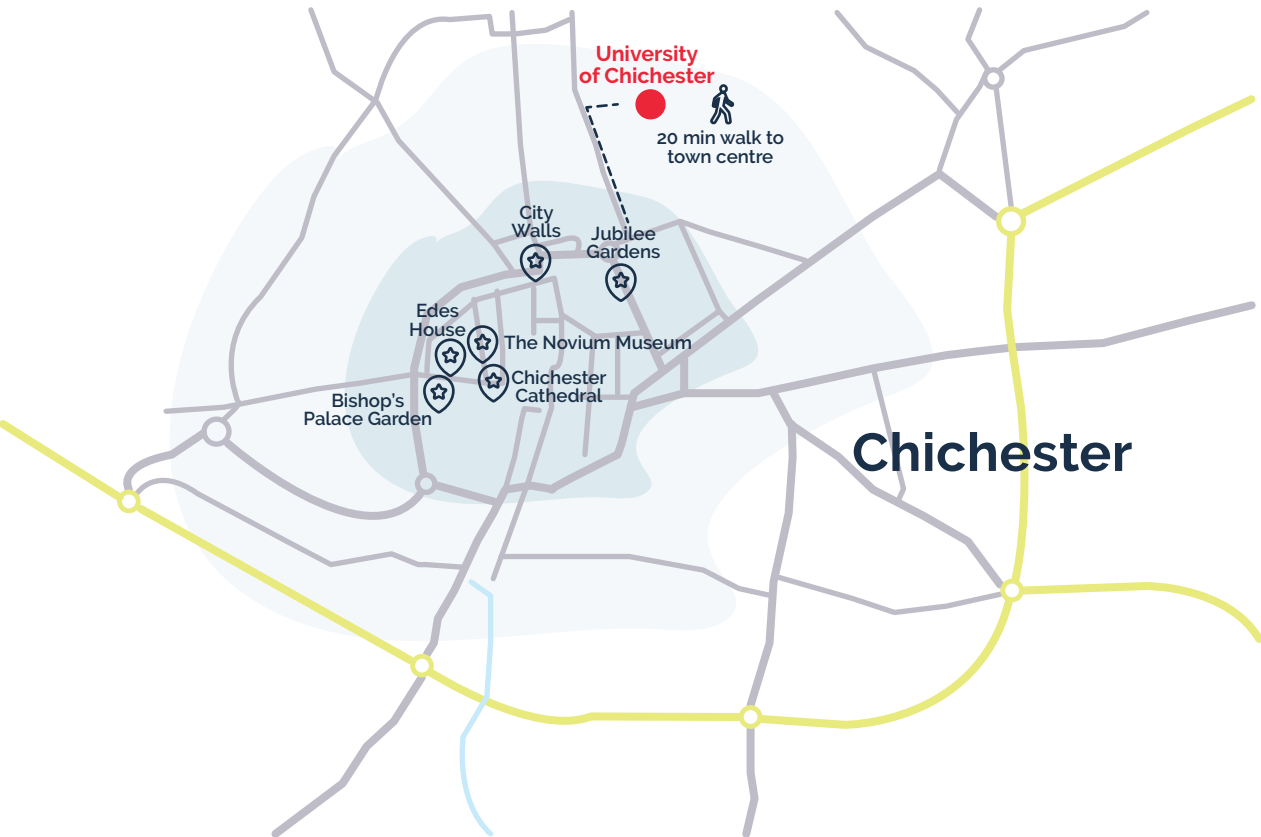 University
of Chichester
20 min walk to
town centre
City
Walls
Jubilee
Gardens
Edes
House
The Novium Museum
Chichester
Cathedral
Bishop's
Palace Garden
Chichester